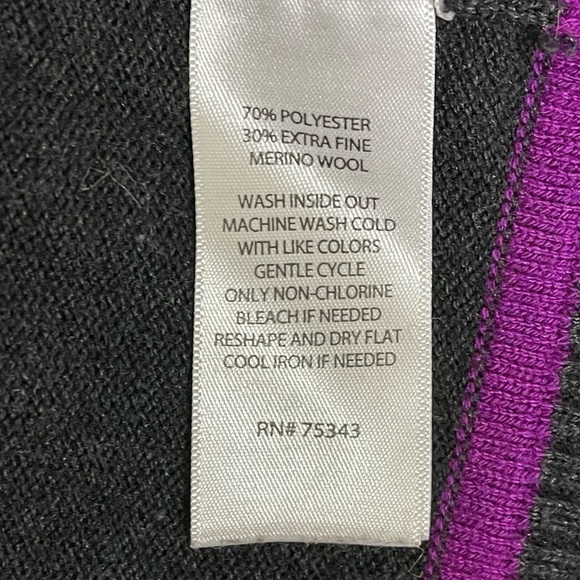 70% POLYESTER
30% EXTRA FINE
MERINO WOOL
WASH INSIDE OUT
MACHINE WASH COLD
WITH LIKE COLORS
GENTLE CYCLE
ONLY NON-CHLORINE
BLEACH IF NEEDED
RESHAPE AND DRY FLAT
COOL IRON IF NEEDED
RN# 75343